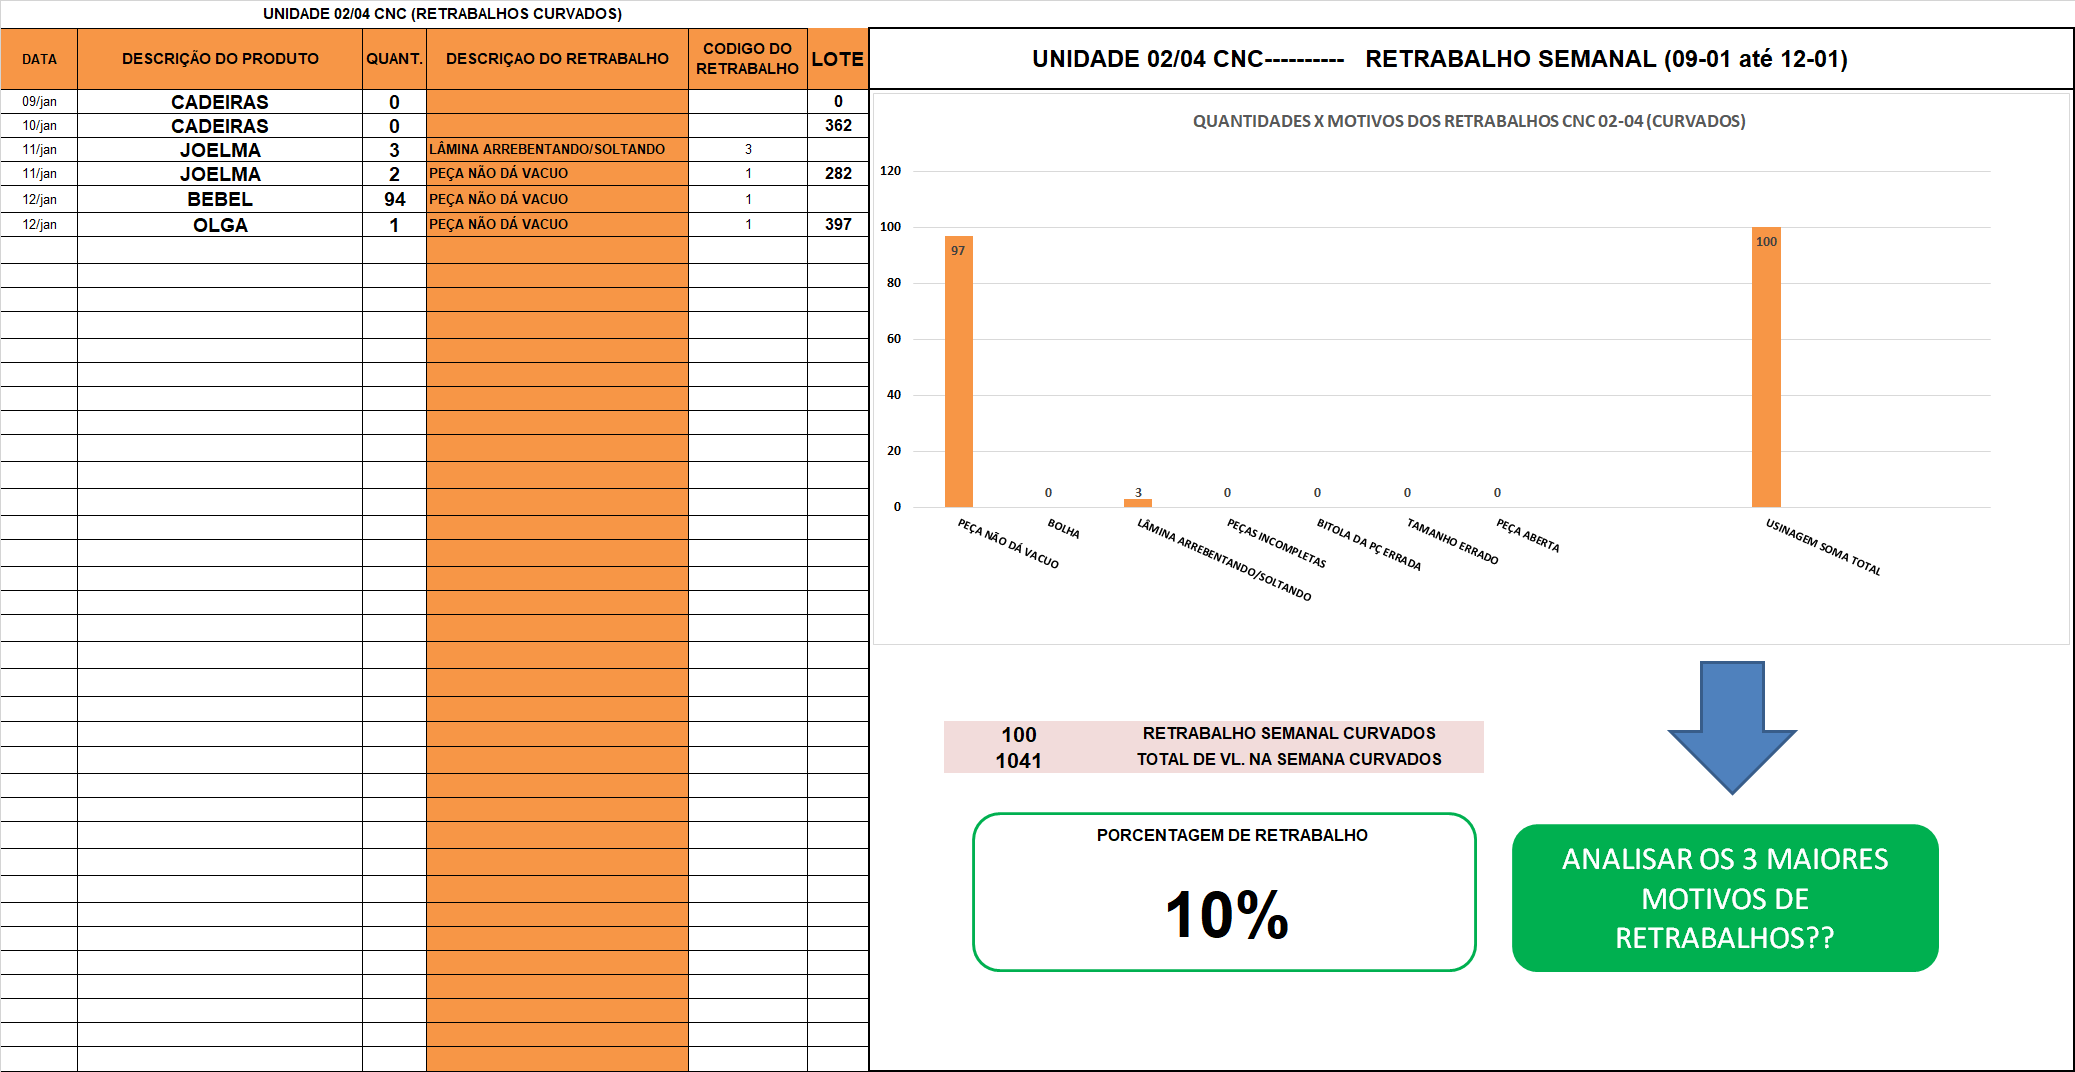 UNIDADE 02/04 CNC (RETRABALHOS CURVADOS)
DATA DESCRIÇÃO DO PRODUTO QUANT. DESCRIÇAO DO RETRABALHO CODIGO DO RETRABALHO LOTE
09/jan CADEIRAS 0 0
10/jan CADEIRAS 0 362
11/jan JOELMA 3 LÂMINA ARREBENTANDO/SOLTANDO 3
11/jan JOELMA 2 PEÇA NÃO DÁ VACUO 1 282
12/jan BEBEL 94 PEÇA NÃO DÁ VACUO 1
12/jan OLGA 1 PEÇA NÃO DÁ VACUO 1 397
UNIDADE 02/04 CNC---------- RETRABALHO SEMANAL (09-01 até 12-01)
QUANTIDADES X MOTIVOS DOS RETRABALHOS CNC 02-04 (CURVADOS)
120
100
80
60
40
20
0
97
0
3
0
0
0
0
100
PEÇA NÃO DÁ VACUO
BOLHA
LÂMINA ARREBENTANDO/SOLTANDO
PEÇAS INCOMPLETAS
BITOLA DA PÇ ERRADA
TAMANHO ERRADO
PEÇA ABERTA
USINAGEM SOMA TOTAL
100 RETRABALHO SEMANAL CURVADOS
1041 TOTAL DE VL. NA SEMANA CURVADOS
PORCENTAGEM DE RETRABALHO
10%
ANALISAR OS 3 MAIORES
MOTIVOS DE
RETRABALHOS??